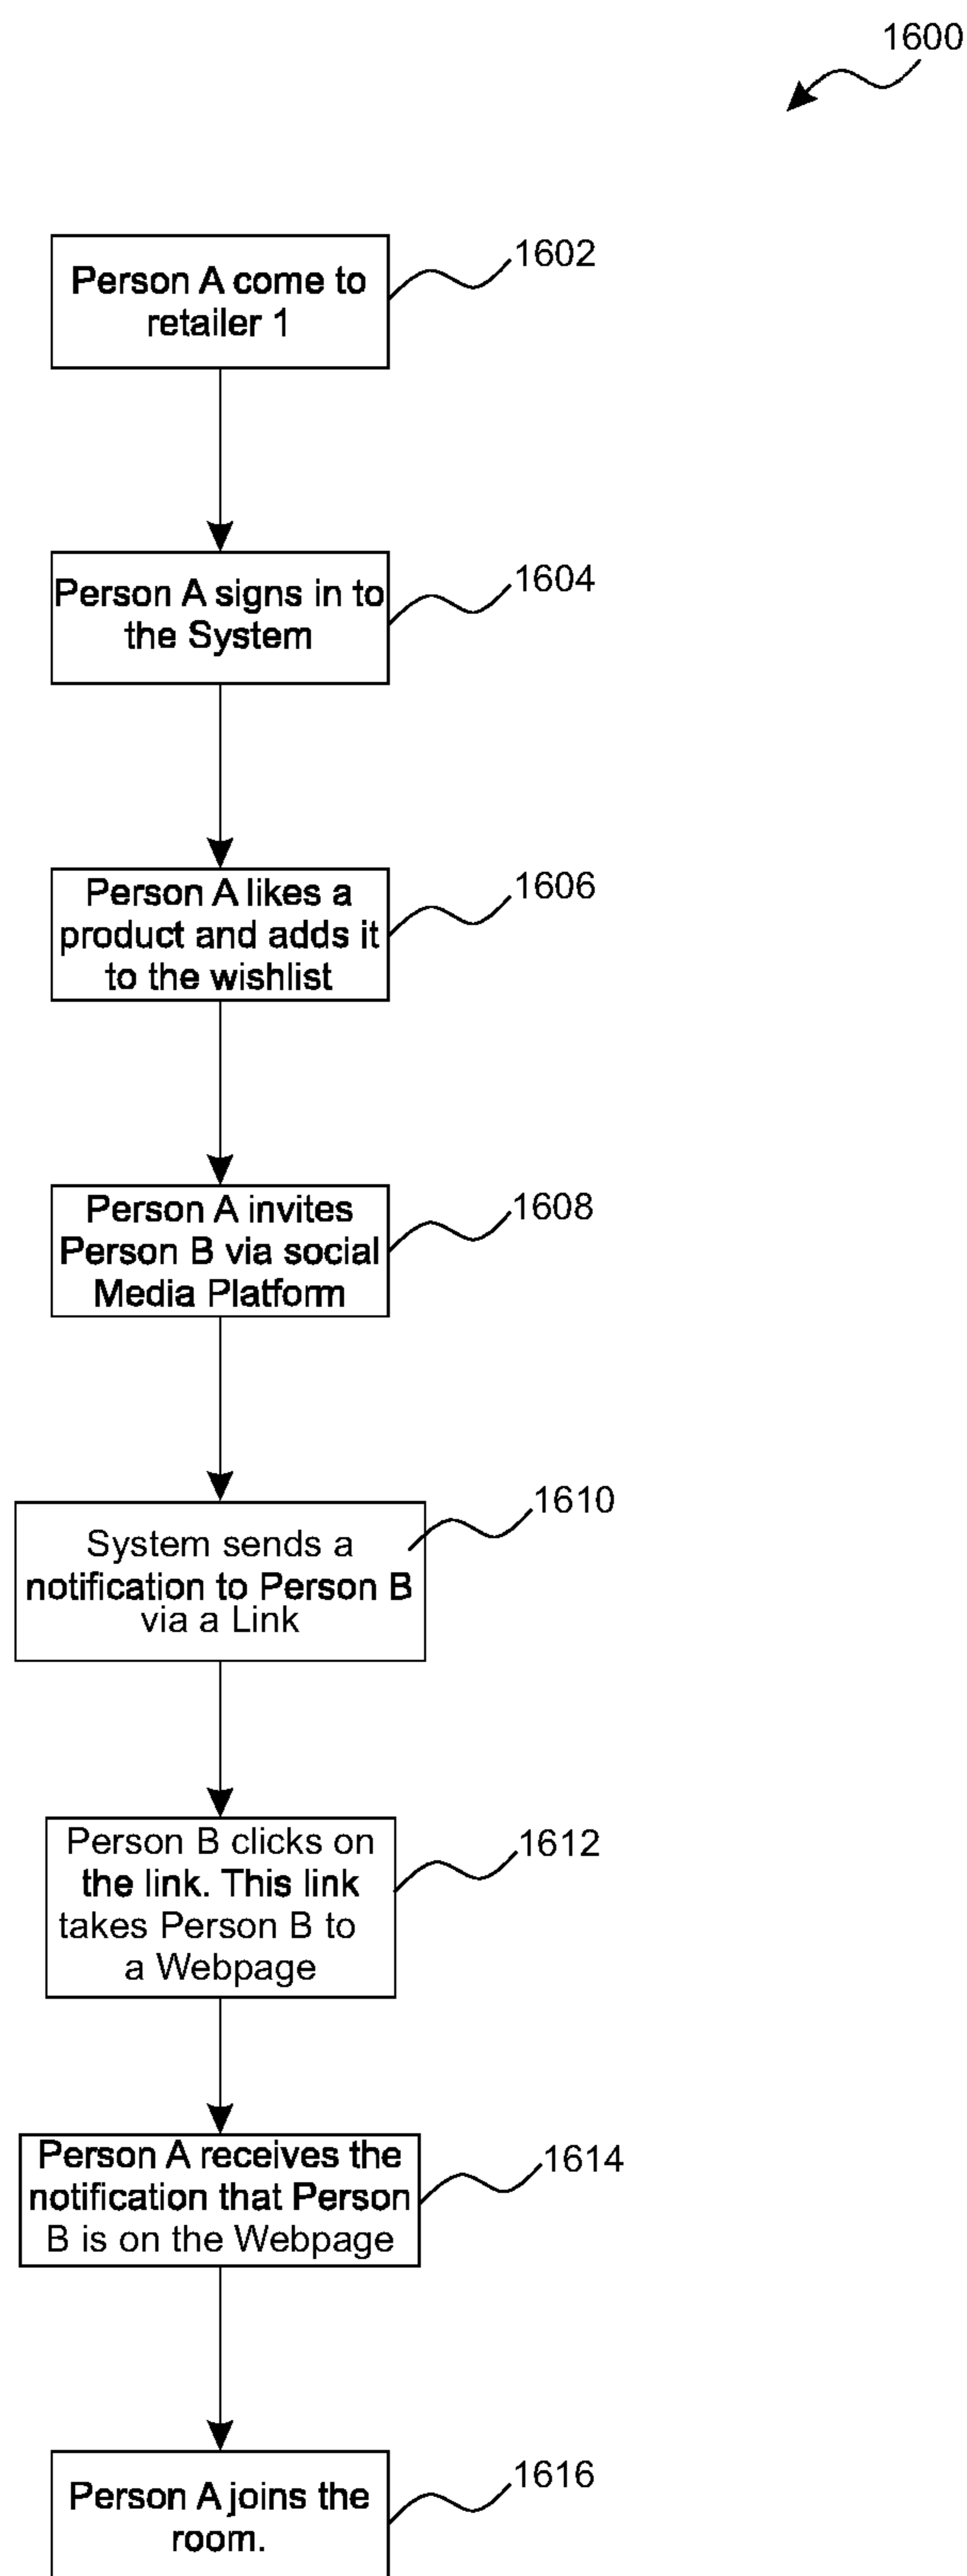 1600
Person A come to
retailer 1
1602
Person A signs in to
the System
1604
Person A likes a
product and adds it
to the wishlist
1606
Person A invites
Person B via social
Media Platform
1608
System sends a
notification to Person B
via a Link
1610
Person B clicks on
the link. This link
takes Person B to
a Webpage
1612
Person A receives the
notification that Person
B is on the Webpage
1614
Person A joins the
room.
1616